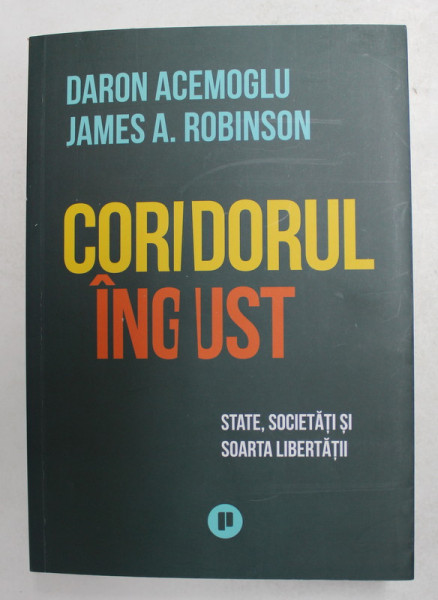 DARON ACEMOGLU
JAMES A. ROBINSON
CORIDORUL
ÎNGUST
STATE, SOCIETĂȚI ȘI
SOARTA LIBERTĂȚII
P